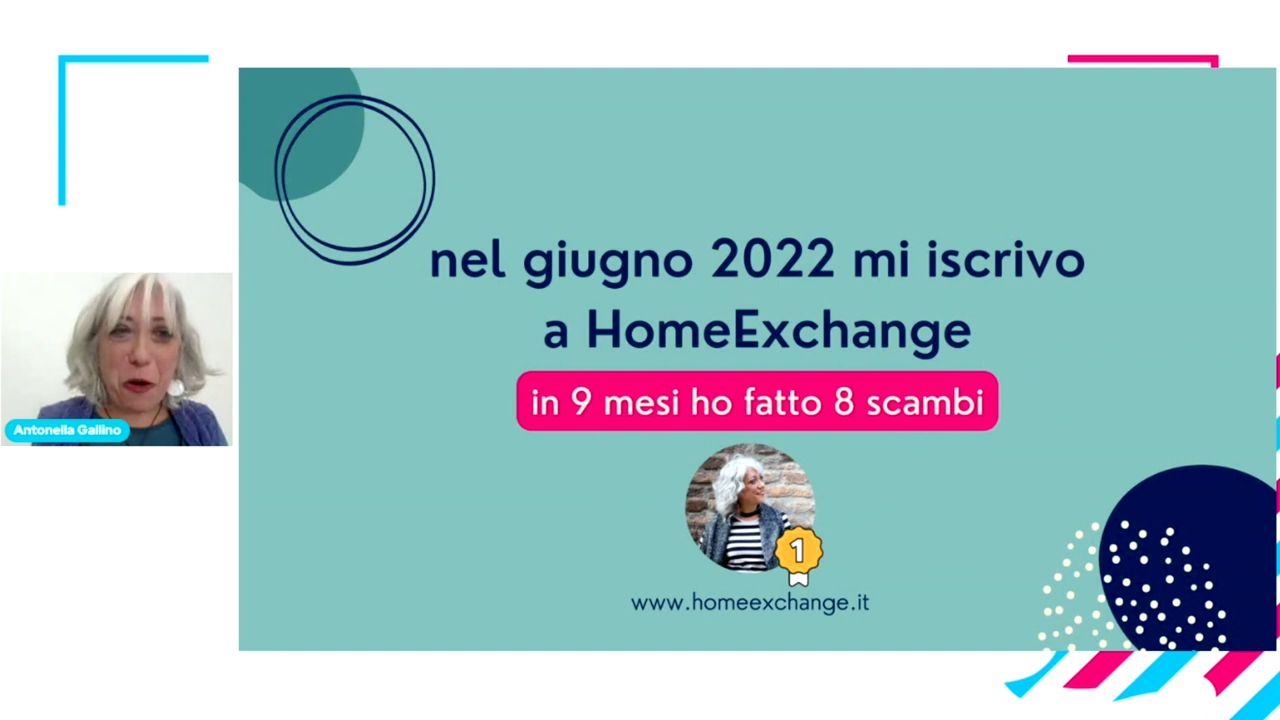 nel giugno 2022 mi iscrivo
a HomeExchange
in 9 mesi ho fatto 8 scambi
Antonella Gallino
1
www.homeexchange.it